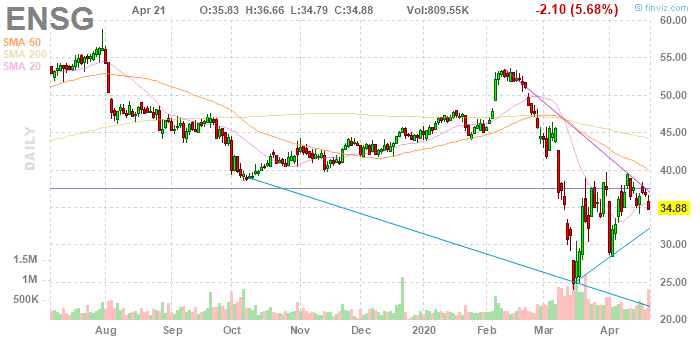 ENSG
Apr 21 O:35.83 H:36.66 L:34.79 C:34.88 Vol:809.55K -2.10 (5.68%)
© finviz.com
SMA 50
SMA 200
SMA 20
DAILY
60.00
55.00
50.00
45.00
40.00
34.88
30.00
25.00
20.00
1.5M
1M
500K
Aug Sep Oct Nov Dec 2020 Feb Mar Apr